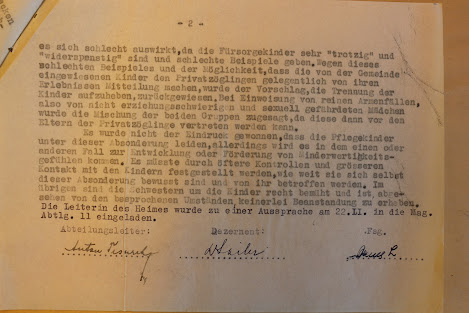 - 2 -
es sich schlecht auswirkt,da die Fürsorgekinder sehr "trotzig" und
"widerspenstig" sind und schlechte Beispiele geben. Wegen dieses
schlechten Beispieles und der Möglichkeit,dass die von der Gemeinde
eingewiesenen Kinder den Privatzöglingen gelegentlich von ihren
Erlebnissen Mitteilung machen,wurde der Vorschlag,die Trennung der
Kinder aufzuheben,zurückgewiesen.Bei Einweisung von reinen Armenfällen,
also von nicht erziehungsschwierigen und sexuell gefährdeten Mädchen
wurde die Mischung der beiden Gruppen zugesagt,da diese dann vor den
Eltern der Privatzöglinge vertreten werden kann.
Es wurde nicht der Eindruck gewonnen,dass die Pflegekinder
unter dieser Absonderung leiden,allerdings wird es in dem einen oder
anderen Fall zur Entwicklung oder Förderung von Minderwertigkeits-
gefühlen kommen. Es müsste durch öftere Kontrollen und grösseren
Kontakt mit den Kindern festgestellt werden,wie weit sie sich selbst
dieser Absonderung bewusst sind und von ihr betroffen werden. Im
übrigen sind die Schwestern um die Kinder recht bemüht und ist,abge-
sehen von den besprochenen Umständen,keinerlei Beanstandung zu erheben.
Die Leiterin des Heimes wurde zu einer Aussprache am 22.II. in die Mag.
Abtlg. 11 eingeladen.
Abteilungsleiter: Dezernent: Fsg.
Anton